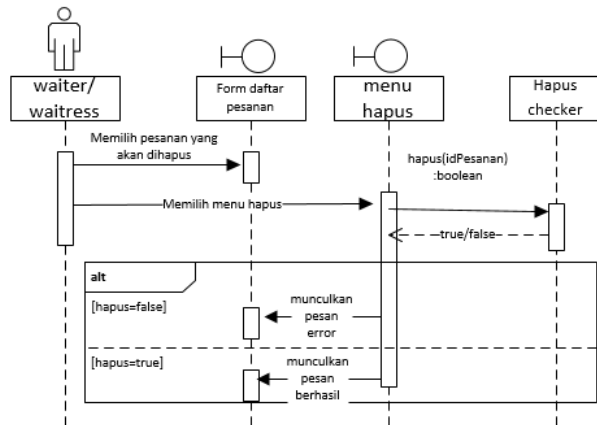 waiter/
waitress
Form daftar
pesanan
menu
hapus
Hapus
checker
Memilih pesanan yang
akan dihapus
hapus(idPesanan)
:boolean
Memilih menu hapus
true/false
alt
[hapus=false]
munculkan
pesan
error
[hapus=true]
munculkan
pesan
berhasil